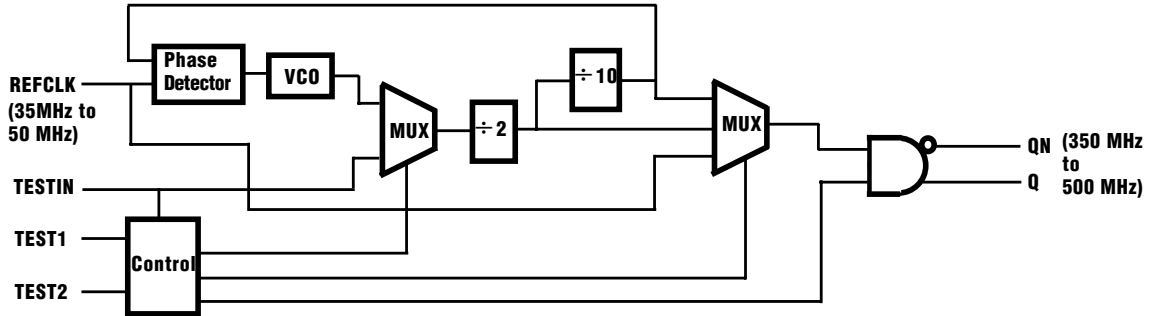 Phase
Detector
VCO
÷10
REFCLK
(35MHz to
50 MHz)
MUX
÷2
MUX
QN (350 MHz
to
Q 500 MHz)
TESTIN
TEST1
Control
TEST2